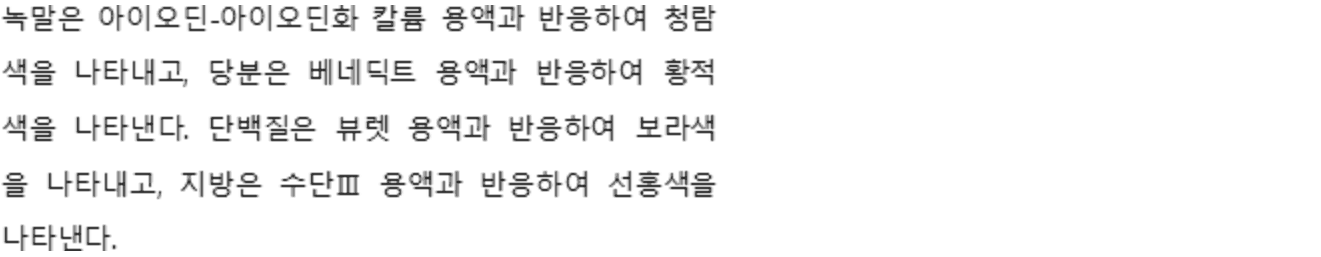 녹말은 아이오딘-아이오딘화 칼륨 용액과 반응하여 청람
색을 나타내고, 당분은 베네딕트 용액과 반응하여 황적
색을 나타낸다. 단백질은 뷰렛 용액과 반응하여 보라색
을 나타내고, 지방은 수단Ⅲ 용액과 반응하여 선홍색을
나타낸다.